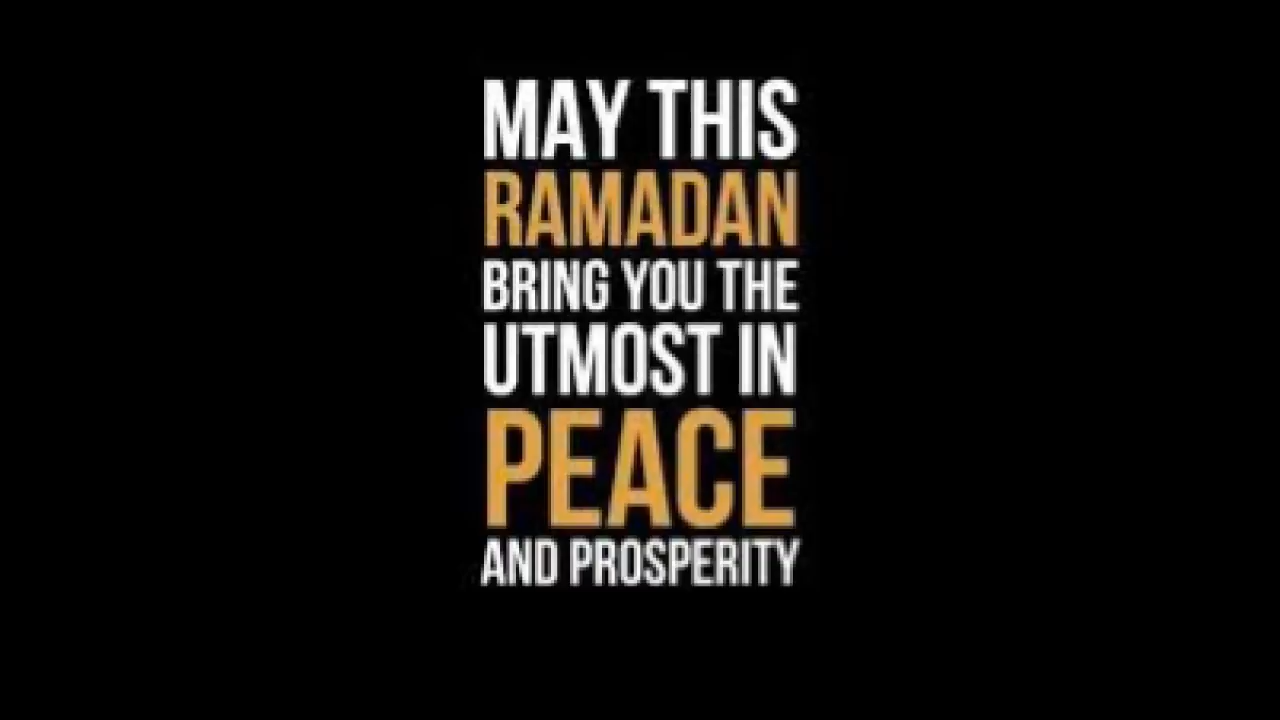 MAY THIS
RAMADAN
BRING YOU THE
UTMOST IN
PEACE
AND PROSPERITY